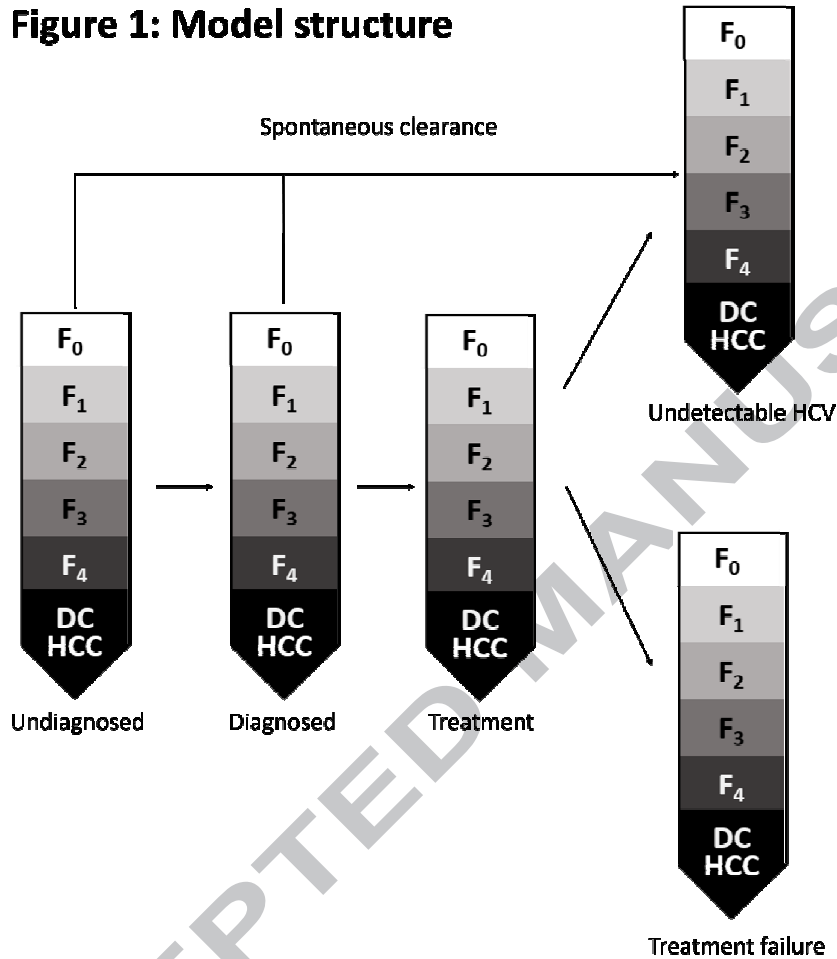 Figure 1: Model structure
Spontaneous clearance
F0
F1
F2
F3
F4
DC
HCC
Undetectable HCV
F0
F1
F2
F3
F4
DC
HCC
Undiagnosed
F0
F1
F2
F3
F4
DC
HCC
Diagnosed
F0
F1
F2
F3
F4
DC
HCC
Treatment
F0
F1
F2
F3
F4
DC
HCC
Treatment failure
EPTED MANUS